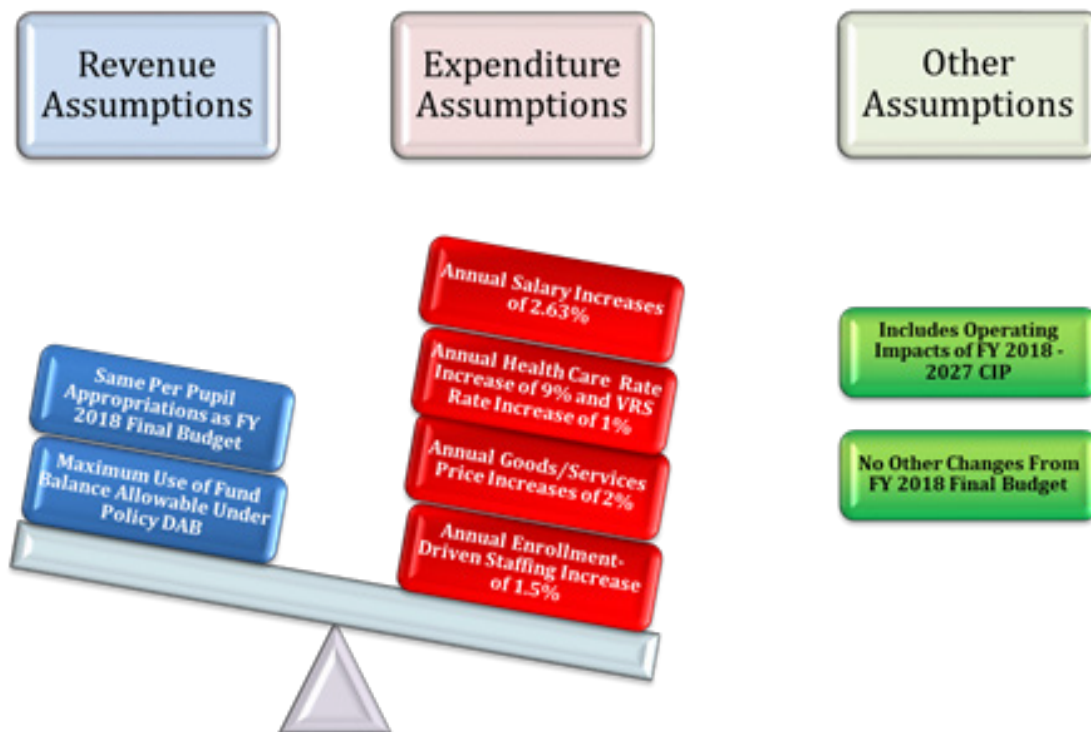 Revenue
Assumptions
Expenditure
Assumptions
Other
Assumptions
Same Per Pupil
Appropriations as FY
2018 Final Budget
Maximum Use of Fund
Balance Allowable Under
Policy DAB
Annual Salary Increases
of 2.63%
Annual Health Care Rate
Increase of 9% and VRS
Rate Increase of 1%
Annual Goods/Services
Price Increases of 2%
Annual Enrollment-
Driven Staffing Increase
of 1.5%
Includes Operating
Impacts of FY 2018 -
2027 CIP
No Other Changes From
FY 2018 Final Budget